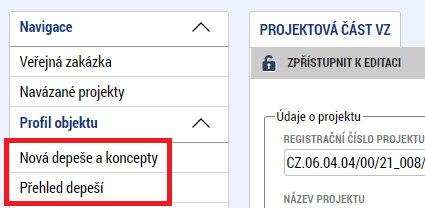 Navigace
Veřejná zakázka
Navázané projekty
Profil objektu
Nová depeše a koncepty
Přehled depeší
PROJEKTOVÁ ČÁST VZ
ZPŘÍSTUPNIT K EDITACI
Údaje o projektu
REGISTRAČNÍ ČÍSLO PROJEKTU
CZ.06.04.04/00/21_008/
NÁZEV PROJEKTU